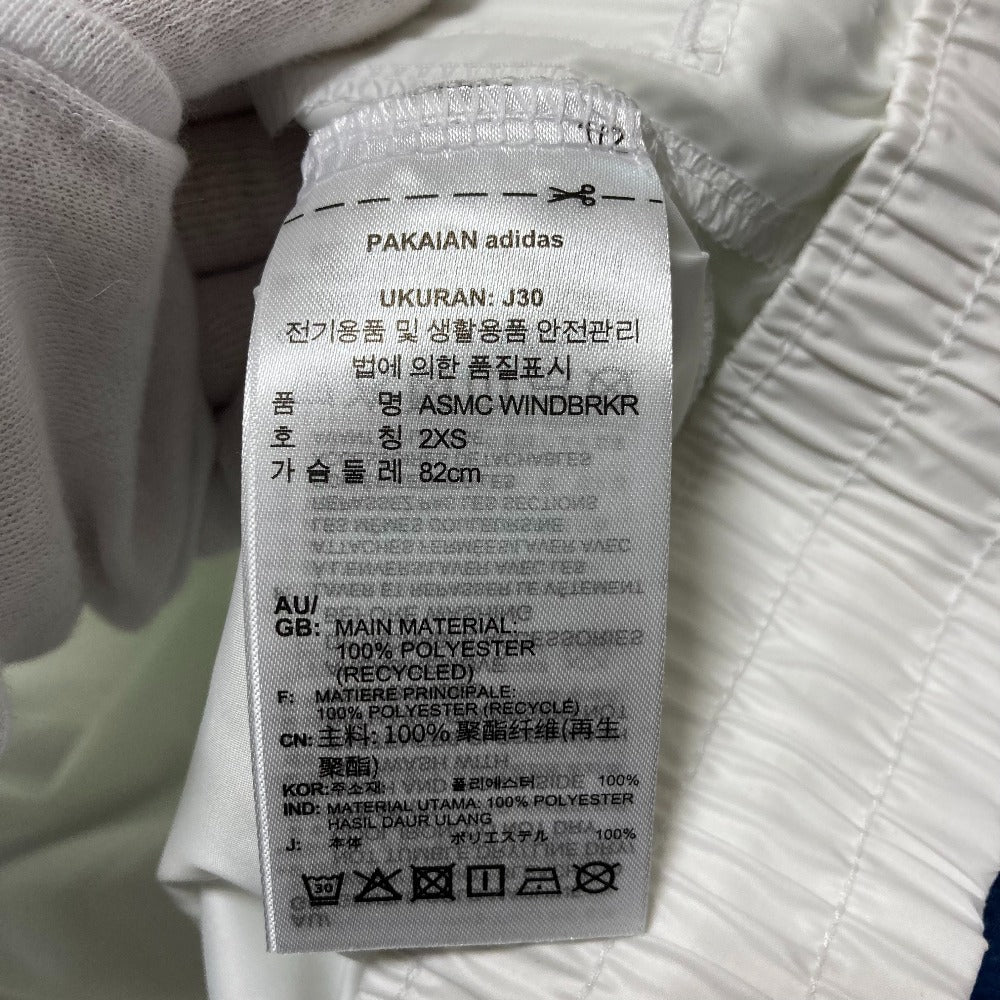 PAKAIAN adidas
UKURAN: J30
전기용품 및 생활용품 안전관리
법에 의한 품질표시
품 명 ASMC WINDBRKR
호 칭 2XS
가 슴 둘 레 82cm
AU/
GB: MAIN MATERIAL:
100% POLYESTER
(RECYCLED)
F: MATIERE PRINCIPALE:
100% POLYESTER (RECYCLÉ)
CN: 主料: 100% 聚酯纤维(再生
聚酯)
KOR: 주소재: 폴리에스터 100%
IND: MATERIAL UTAMA: 100% POLYESTER
HASIL DAUR ULANG
J: 本体 ポリエステル 100%
30